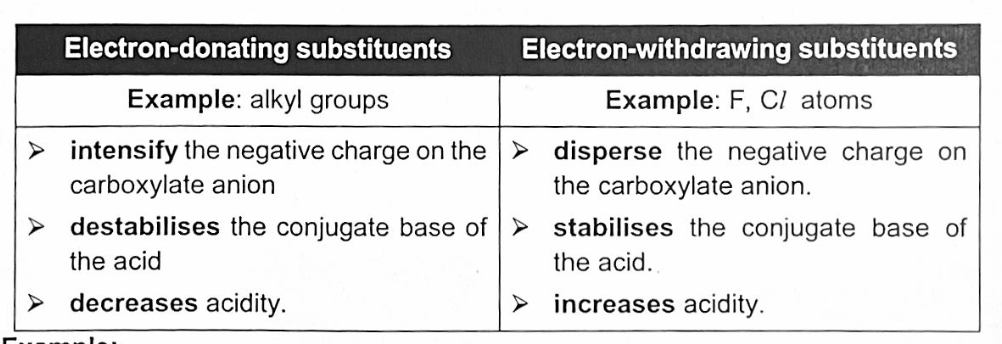 Electron-donating substituents
Electron-withdrawing substituents
Example: alkyl groups
Example: F, Cl atoms
➢ intensify the negative charge on the
carboxylate anion
➢ destabilises the conjugate base of
the acid
➢ decreases acidity.
➢ disperse the negative charge on
the carboxylate anion.
➢ stabilises the conjugate base of
the acid.
➢ increases acidity.
Example: